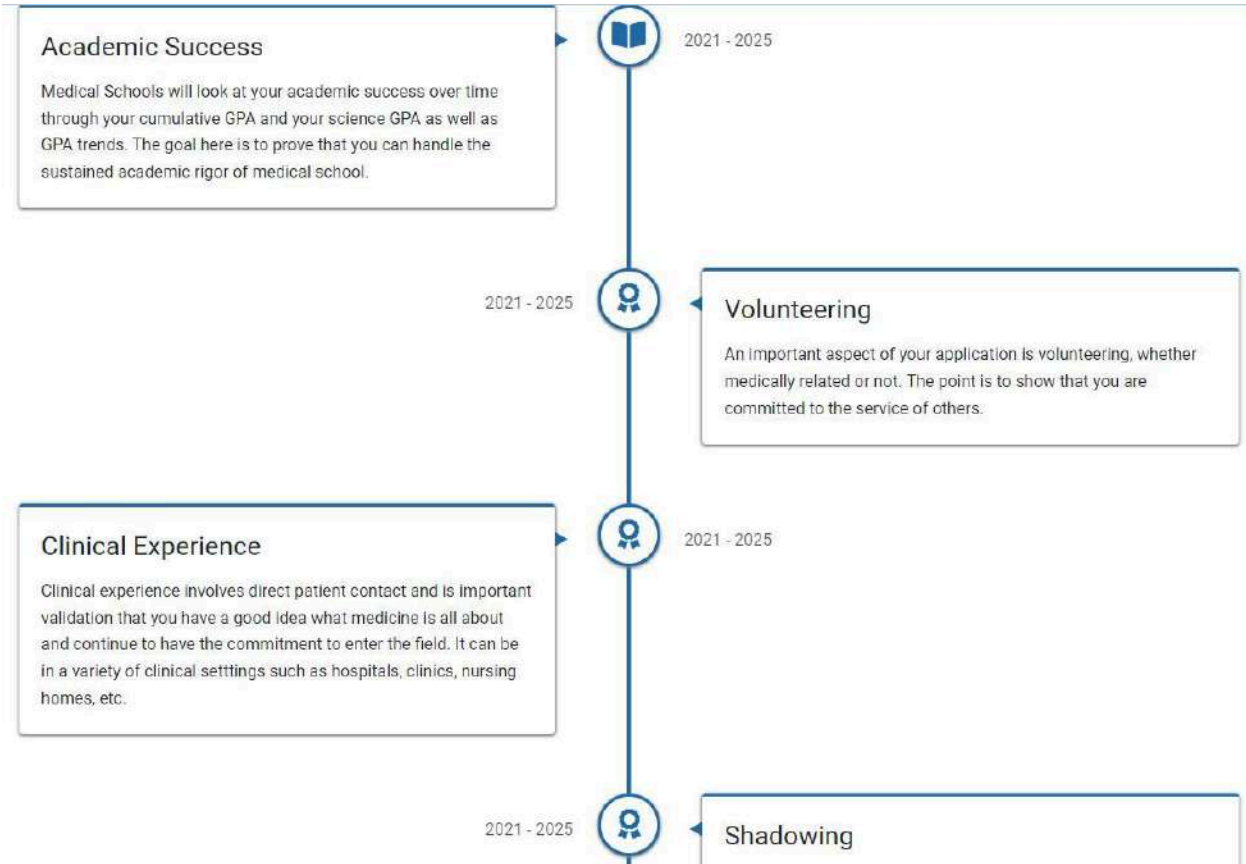 Academic Success
2021 - 2025
Medical Schools will look at your academic success over time
through your cumulative GPA and your science GPA as well as
GPA trends. The goal here is to prove that you can handle the
sustained academic rigor of medical school.
2021 - 2025
Volunteering
An important aspect of your application is volunteering, whether
medically related or not. The point is to show that you are
committed to the service of others.
Clinical Experience
2021 - 2025
Clinical experience involves direct patient contact and is important
validation that you have a good idea what medicine is all about
and continue to have the commitment to enter the field. It can be
in a variety of clinical setttings such as hospitals, clinics, nursing
homes, etc.
2021 - 2025
Shadowing